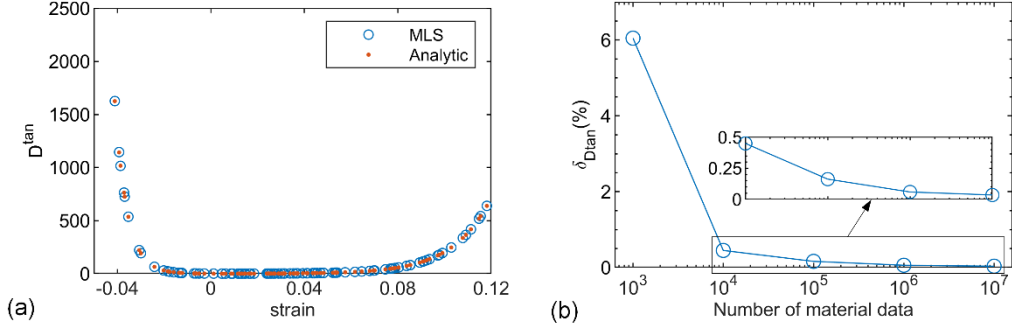 (a)
2500
2000
1500
1000
500
0
D^tan
-0.04 0 0.04 0.08 0.12
strain
MLS
Analytic
(b)
6
4
2
0
δ_Dtan(%)
0.5
0.25
0
10^3 10^4 10^5 10^6 10^7
Number of material data